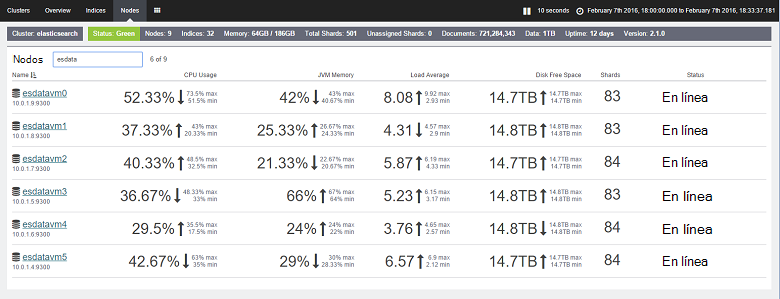 Clusters Overview Indices Nodes 10 seconds February 7th 2016, 18:00:00.000 to February 7th 2016, 18:33:37.181
Cluster: elasticsearch Status: Green Nodes: 9 Indices: 32 Memory: 64GB / 186GB Total Shards: 501 Unassigned Shards: 0 Documents: 721,284,343 Data: 1TB Uptime: 12 days Version: 2.1.0
Nodos esdata 6 of 9
Name CPU Usage JVM Memory Load Average Disk Free Space Shards Status
esdatavm0 52.33% 73.5% max 42% 43% max 8.08 9.92 max 14.7TB 14.7TB max 83 En línea
10.0.1.9:9300 51.5% min 40.67% min 2.93 min 14.7TB min
esdatavm1 37.33% 43% max 25.33% 26.67% max 4.31 4.57 max 14.8TB 14.8TB max 83 En línea
10.0.1.8:9300 20.33% min 24.33% min 2.9 min 14.8TB min
esdatavm2 40.33% 48.5% max 21.33% 22.67% max 5.87 6.19 max 14.7TB 14.7TB max 84 En línea
10.0.1.7:9300 32.5% min 20.67% min 4.33 min 14.7TB min
esdatavm3 36.67% 48.33% max 66% 67% max 5.23 6.15 max 14.8TB 14.8TB max 83 En línea
10.0.1.5:9300 33% min 64% min 3.17 min 14.8TB min
esdatavm4 29.5% 35.5% max 24% 24% max 3.76 4.65 max 14.8TB 14.8TB max 84 En línea
10.0.1.6:9300 17.5% min 22% min 2.57 min 14.8TB min
esdatavm5 42.67% 63% max 29% 30% max 6.57 6.9 max 14.7TB 14.7TB max 84 En línea
10.0.1.4:9300 35% min 28.33% min 2.12 min 14.7TB min